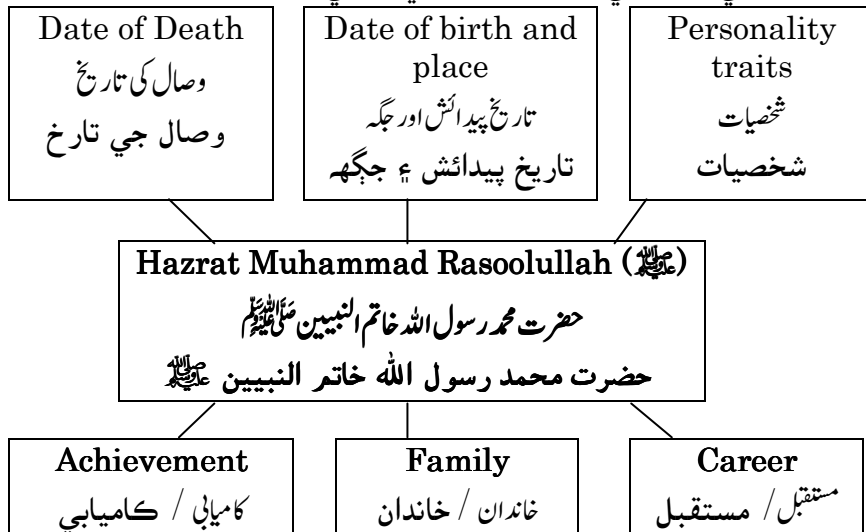 Date of Death
وصال کی تاریخ
وصال جي تارخ
Date of birth and
place
تاریخ پیدائش اور جگہ
تاريخ پيدائش ۽ جڳهہ
Personality
traits
شخصیات
شخصيات
Hazrat Muhammad Rasoolullah (ﷺ)
حضرت محمد رسول اللہ خاتم النبیین ﷺ
حضرت محمد رسول الله خاتم النبيين ﷺ
Achievement
کامیابی / ڪاميابي
Family
خاندان / خاندان
Career
مستقبل / مستقبل